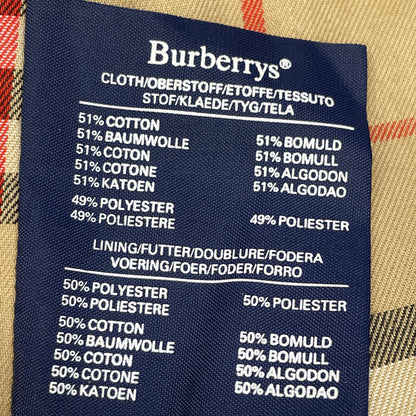 Burberrys®
CLOTH/OBERSTOFF/ETOFFE/TESSUTO
STOF/KLAEDE/TYG/TELA
51% COTTON
51% BAUMWOLLE 51% BOMULD
51% COTON 51% BOMULL
51% COTONE 51% ALGODON
51% KATOEN 51% ALGODAO
49% POLYESTER
49% POLIESTERE 49% POLIESTER
LINING/FUTTER/DOUBLURE/FODERA
VOERING/FOER/FODER/FORRO
50% POLYESTER
50% POLIESTERE 50% POLIESTER
50% COTTON
50% BAUMWOLLE 50% BOMULD
50% COTON 50% BOMULL
50% COTONE 50% ALGODON
50% KATOEN 50% ALGODAO